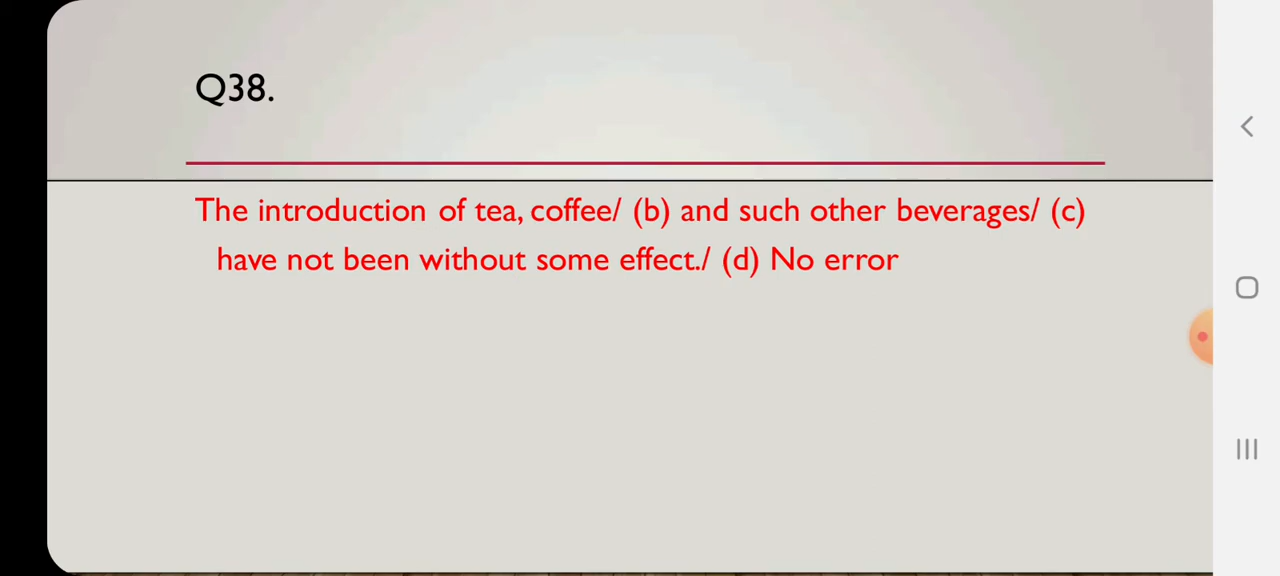 Q38.
The introduction of tea, coffee/ (b) and such other beverages/ (c)
have not been without some effect./ (d) No error